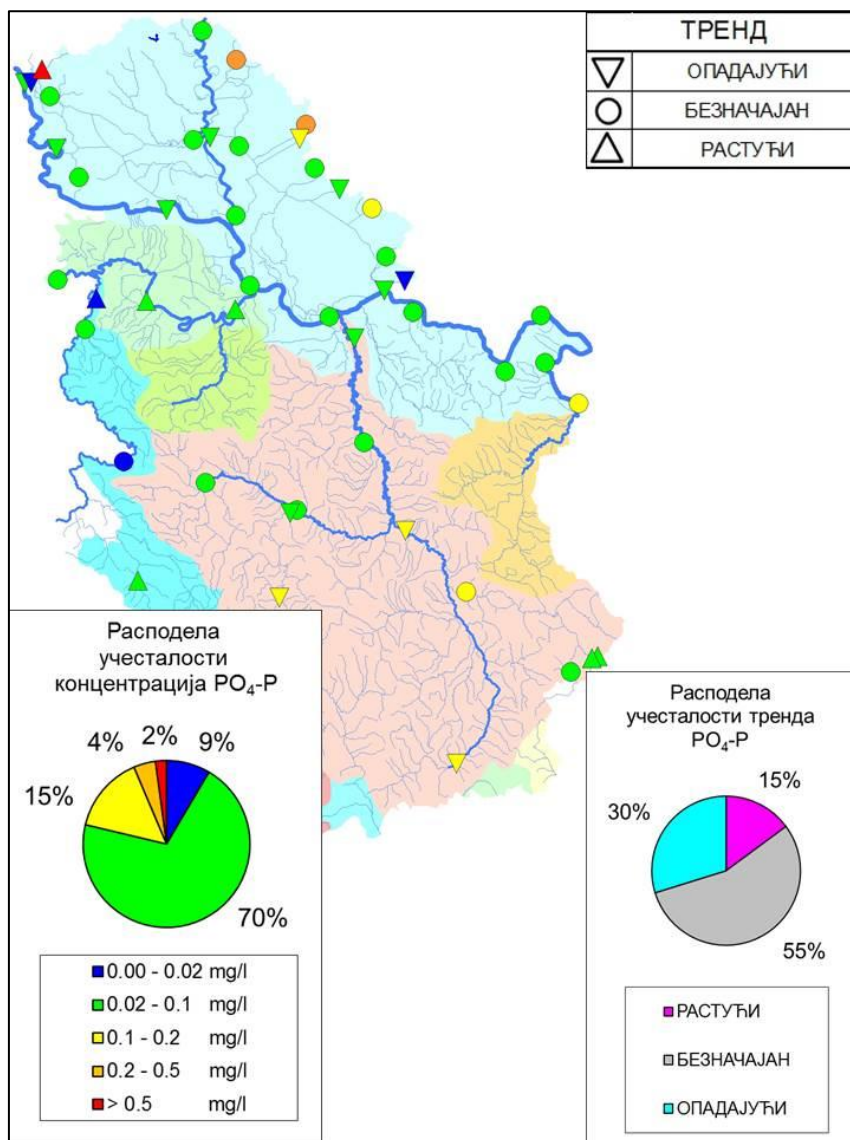 ТРЕНД
ОПАДАЈУЋИ
БЕЗНАЧАЈАН
РАСТУЋИ
Расподела
учесталости
концентрација PO₄-P
4%
2%
9%
15%
70%
0.00 - 0.02 mg/l
0.02 - 0.1 mg/l
0.1 - 0.2 mg/l
0.2 - 0.5 mg/l
> 0.5 mg/l
Расподела
учесталости тренда
PO₄-P
15%
30%
55%
РАСТУЋИ
БЕЗНАЧАЈАН
ОПАДАЈУЋИ